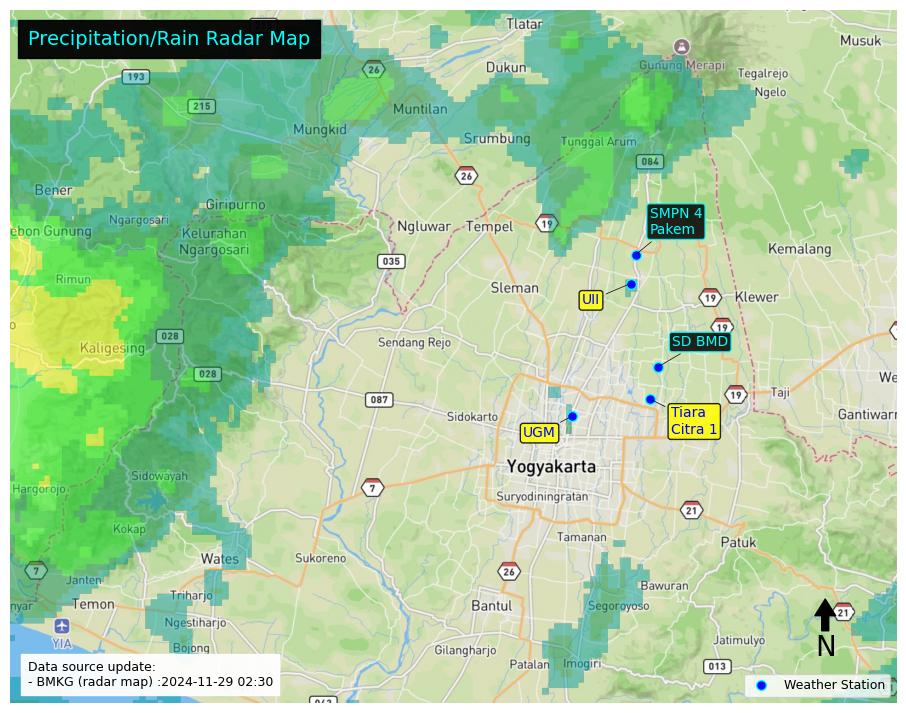 Precipitation/Rain Radar Map
Tlatar
Musuk
Gunung Merapi
Dukun
26
193
Tegalrejo
Ngelo
215
Muntilan
Mungkid
Srumbung
Tunggal Arum
084
26
Bener
Giripurno
SMPN 4
Pakem
Ngargosari
Ngluwar
Tempel
19
ebon Gunung
Kelurahan
Ngargosari
Kemalang
035
Rimun
Sleman
UII
19
Klewer
19
028
Sendang Rejo
SD BMD
Kaligesing
028
We
087
19
Taji
Sidokarto
Tiara
Citra 1
Gantiwarn
UGM
Yogyakarta
Sidowayah
Hargorojo
7
Suryodiningratan
21
Kokap
Tamanan
Patuk
Wates
Sukoreno
7
26
Janten
Bawuran
nyar
Temon
Triharjo
Bantul
Segoroyoso
21
Ngestiharjo
YIA
N
Jatimulyo
Bojong
Gilangharjo
Patalan
Imogiri
013
Data source update:
- BMKG (radar map) :2024-11-29 02:30
Weather Station